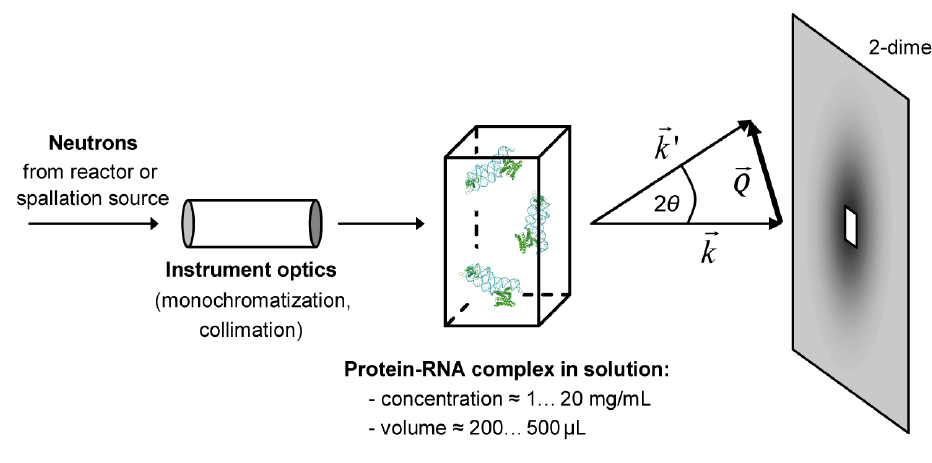 2-dime
Neutrons
from reactor or
spallation source
k⃗'
Q⃗
2θ
k⃗
Instrument optics
(monochromatization,
collimation)
Protein-RNA complex in solution:
- concentration ≈ 1... 20 mg/mL
- volume ≈ 200... 500 µL